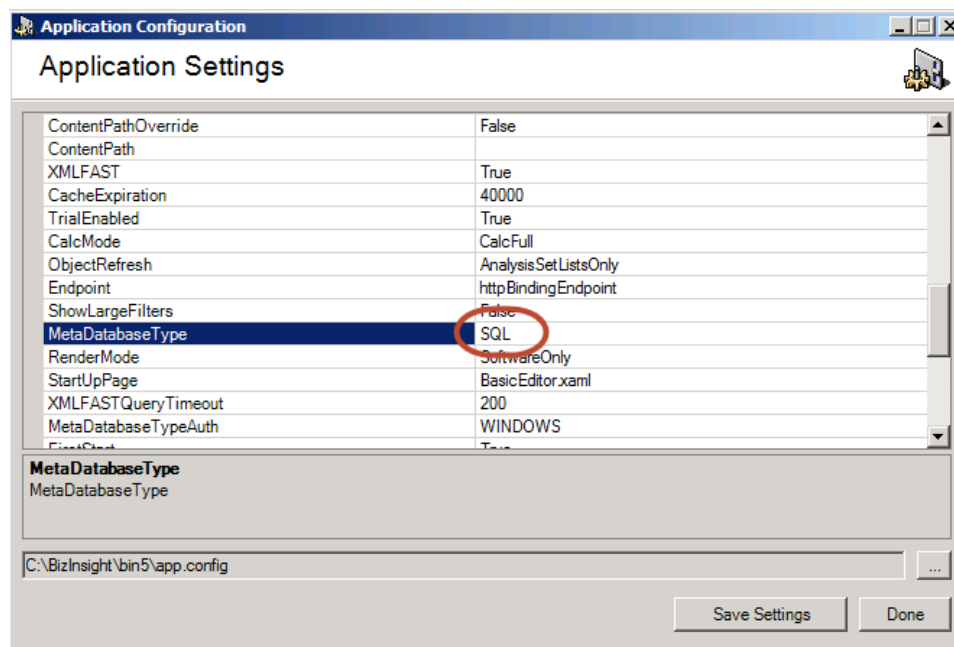 Application Configuration
Application Settings
ContentPathOverride False
ContentPath
XMLFAST True
CacheExpiration 40000
TrialEnabled True
CalcMode CalcFull
ObjectRefresh AnalysisSetListsOnly
Endpoint httpBindingEndpoint
ShowLargeFilters False
MetaDatabaseType SQL
RenderMode SoftwareOnly
StartUpPage BasicEditor.xaml
XMLFASTQueryTimeout 200
MetaDatabaseTypeAuth WINDOWS
FirstStart True
MetaDatabaseType
MetaDatabaseType
C:\BizInsight\bin5\app.config
...
Save Settings Done